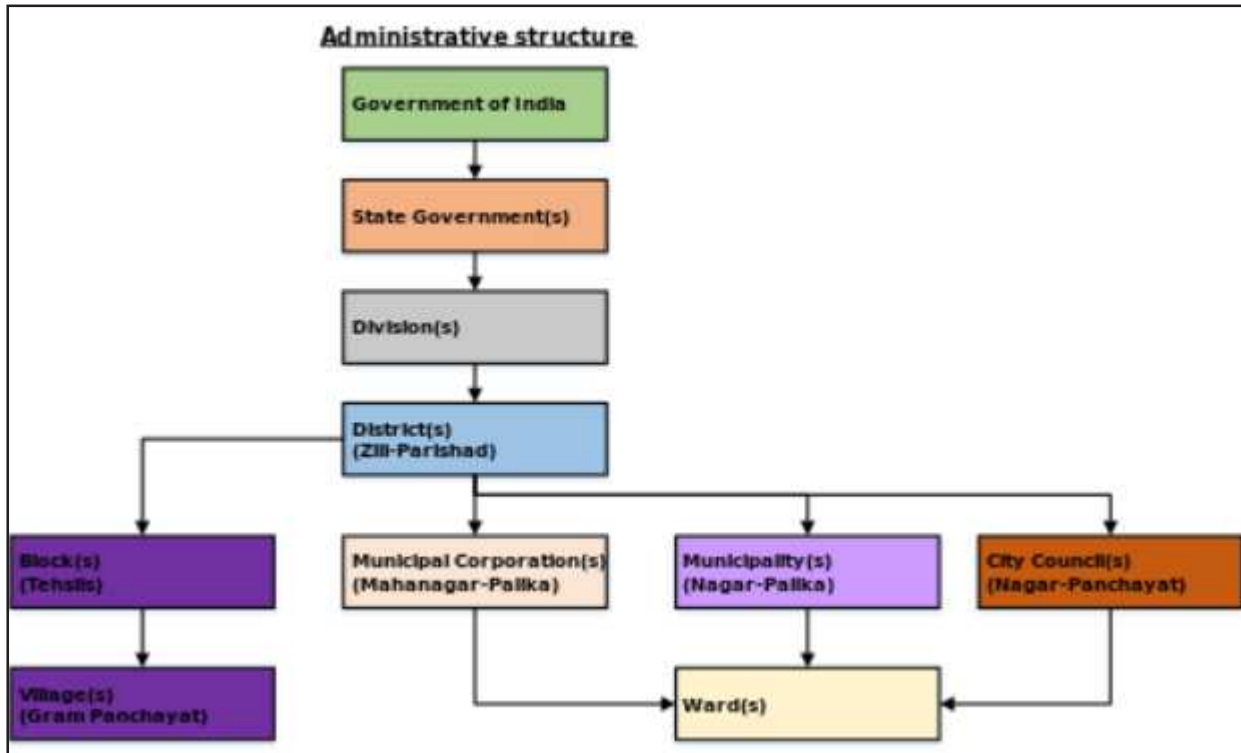 Administrative structure
Government of India
State Government(s)
Division(s)
District(s)
(Zill-Parishad)
Block(s)
(Tehsils)
Municipal Corporation(s)
(Mahanagar-Palika)
Municipality(s)
(Nagar-Palika)
City Council(s)
(Nagar-Panchayat)
Village(s)
(Gram Panchayat)
Ward(s)